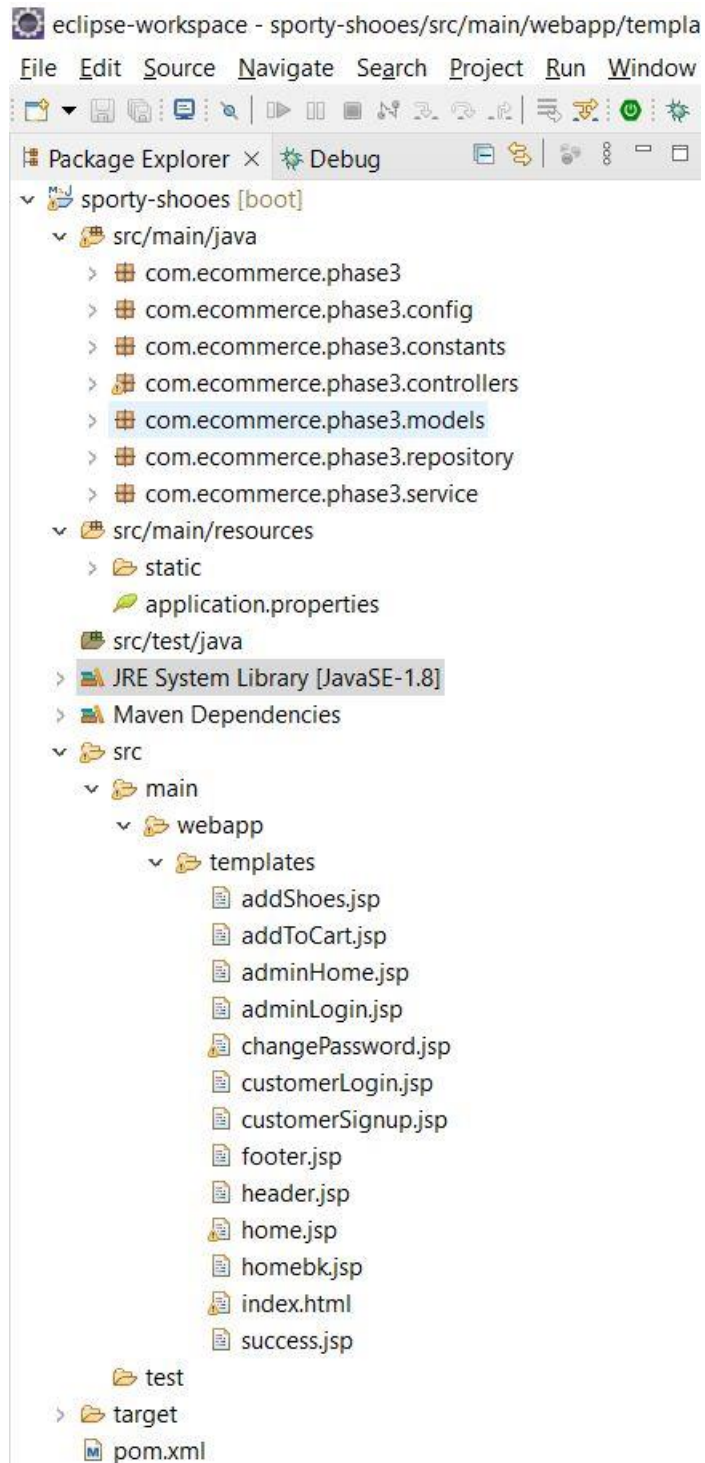 eclipse-workspace - sporty-shooes/src/main/webapp/templa
File Edit Source Navigate Search Project Run Window
Package Explorer × Debug
sporty-shooes [boot]
src/main/java
com.ecommerce.phase3
com.ecommerce.phase3.config
com.ecommerce.phase3.constants
com.ecommerce.phase3.controllers
com.ecommerce.phase3.models
com.ecommerce.phase3.repository
com.ecommerce.phase3.service
src/main/resources
static
application.properties
src/test/java
JRE System Library [JavaSE-1.8]
Maven Dependencies
src
main
webapp
templates
addShoes.jsp
addToCart.jsp
adminHome.jsp
adminLogin.jsp
changePassword.jsp
customerLogin.jsp
customerSignup.jsp
footer.jsp
header.jsp
home.jsp
homebk.jsp
index.html
success.jsp
test
target
pom.xml